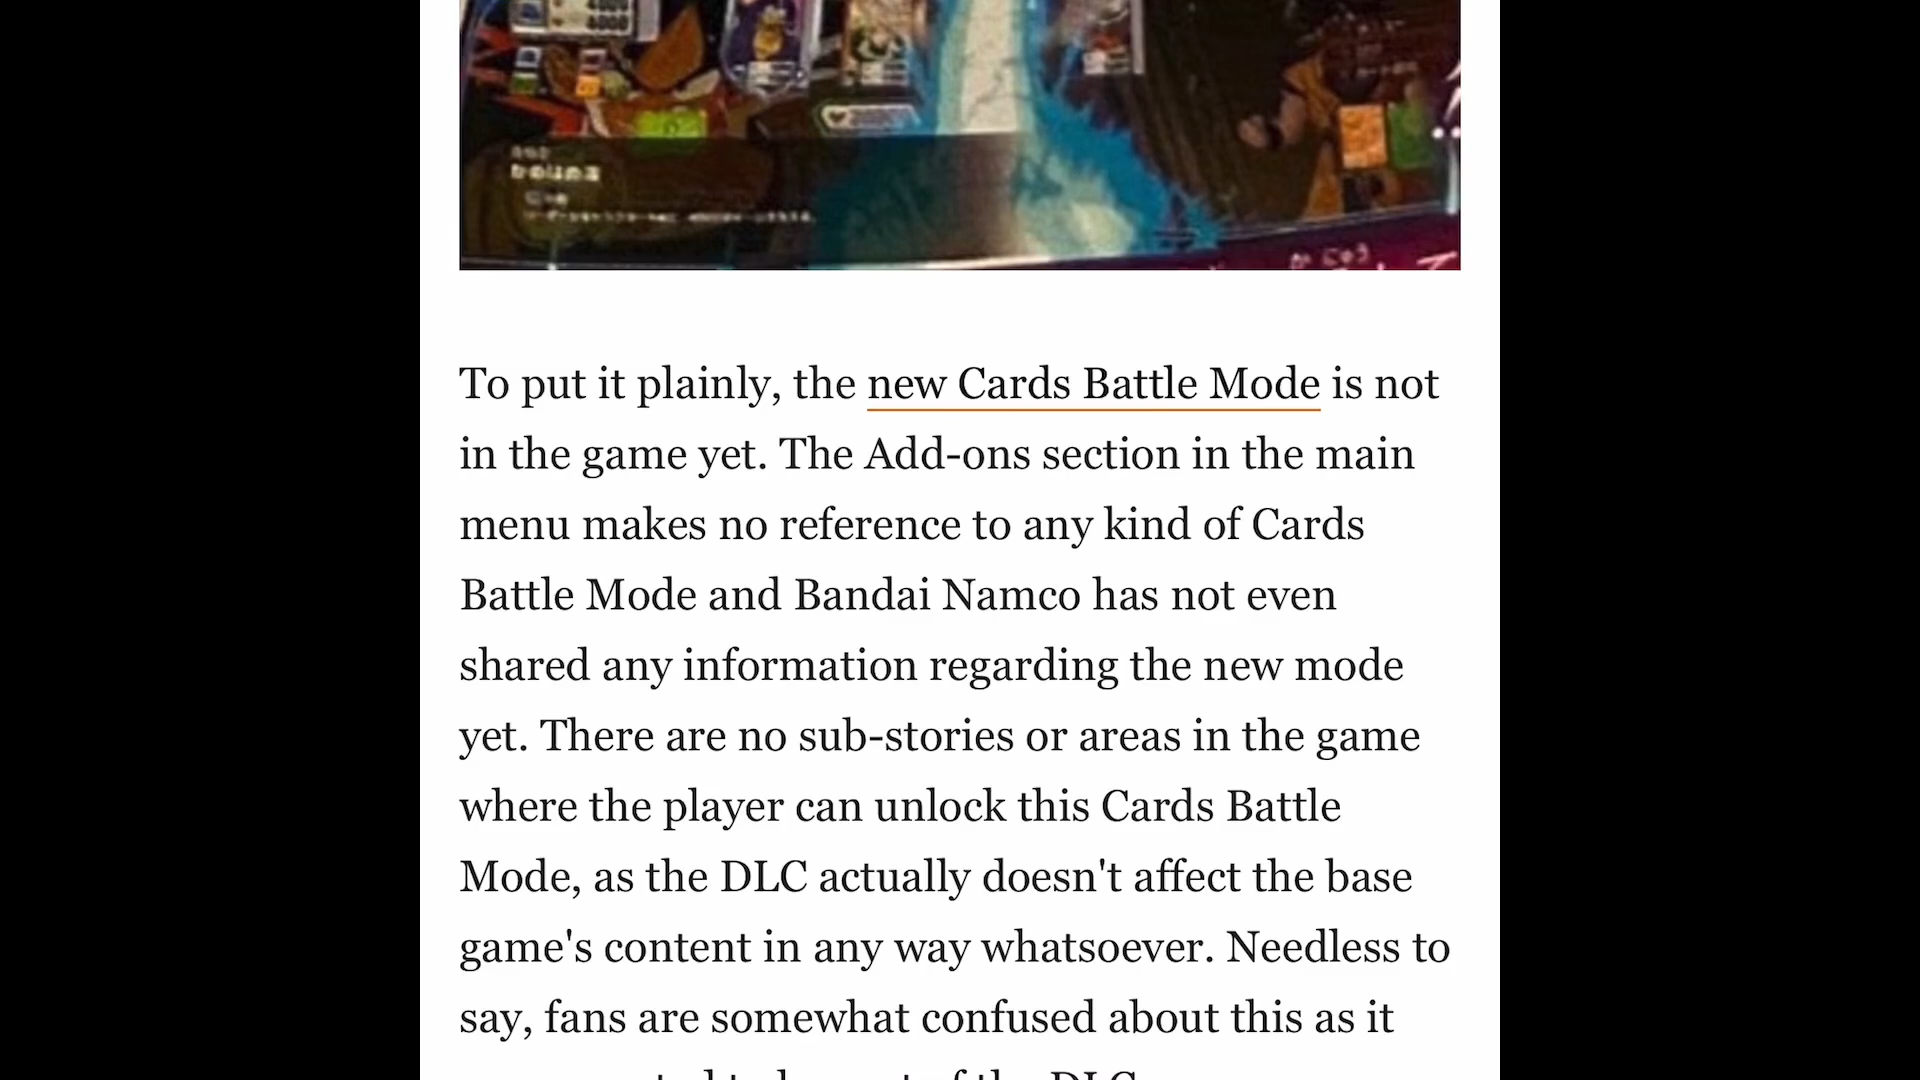 To put it plainly, the new Cards Battle Mode is not
in the game yet. The Add-ons section in the main
menu makes no reference to any kind of Cards
Battle Mode and Bandai Namco has not even
shared any information regarding the new mode
yet. There are no sub-stories or areas in the game
where the player can unlock this Cards Battle
Mode, as the DLC actually doesn't affect the base
game's content in any way whatsoever. Needless to
say, fans are somewhat confused about this as it